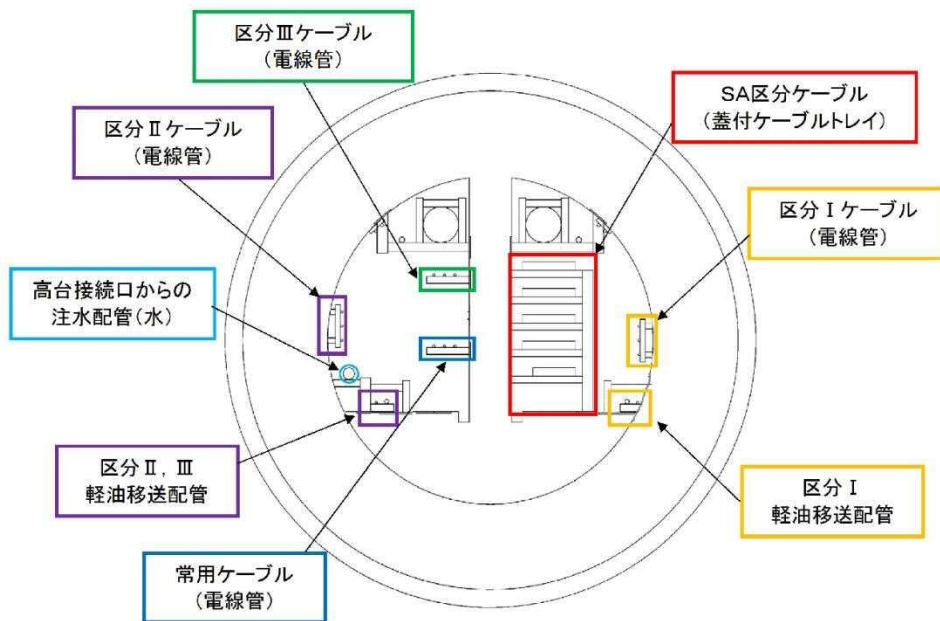 区分Ⅲケーブル
(電線管)
SA区分ケーブル
(蓋付ケーブルトレイ)
区分Ⅱケーブル
(電線管)
区分Ⅰケーブル
(電線管)
高台接続口からの
注水配管(水)
区分Ⅱ,Ⅲ
軽油移送配管
区分Ⅰ
軽油移送配管
常用ケーブル
(電線管)